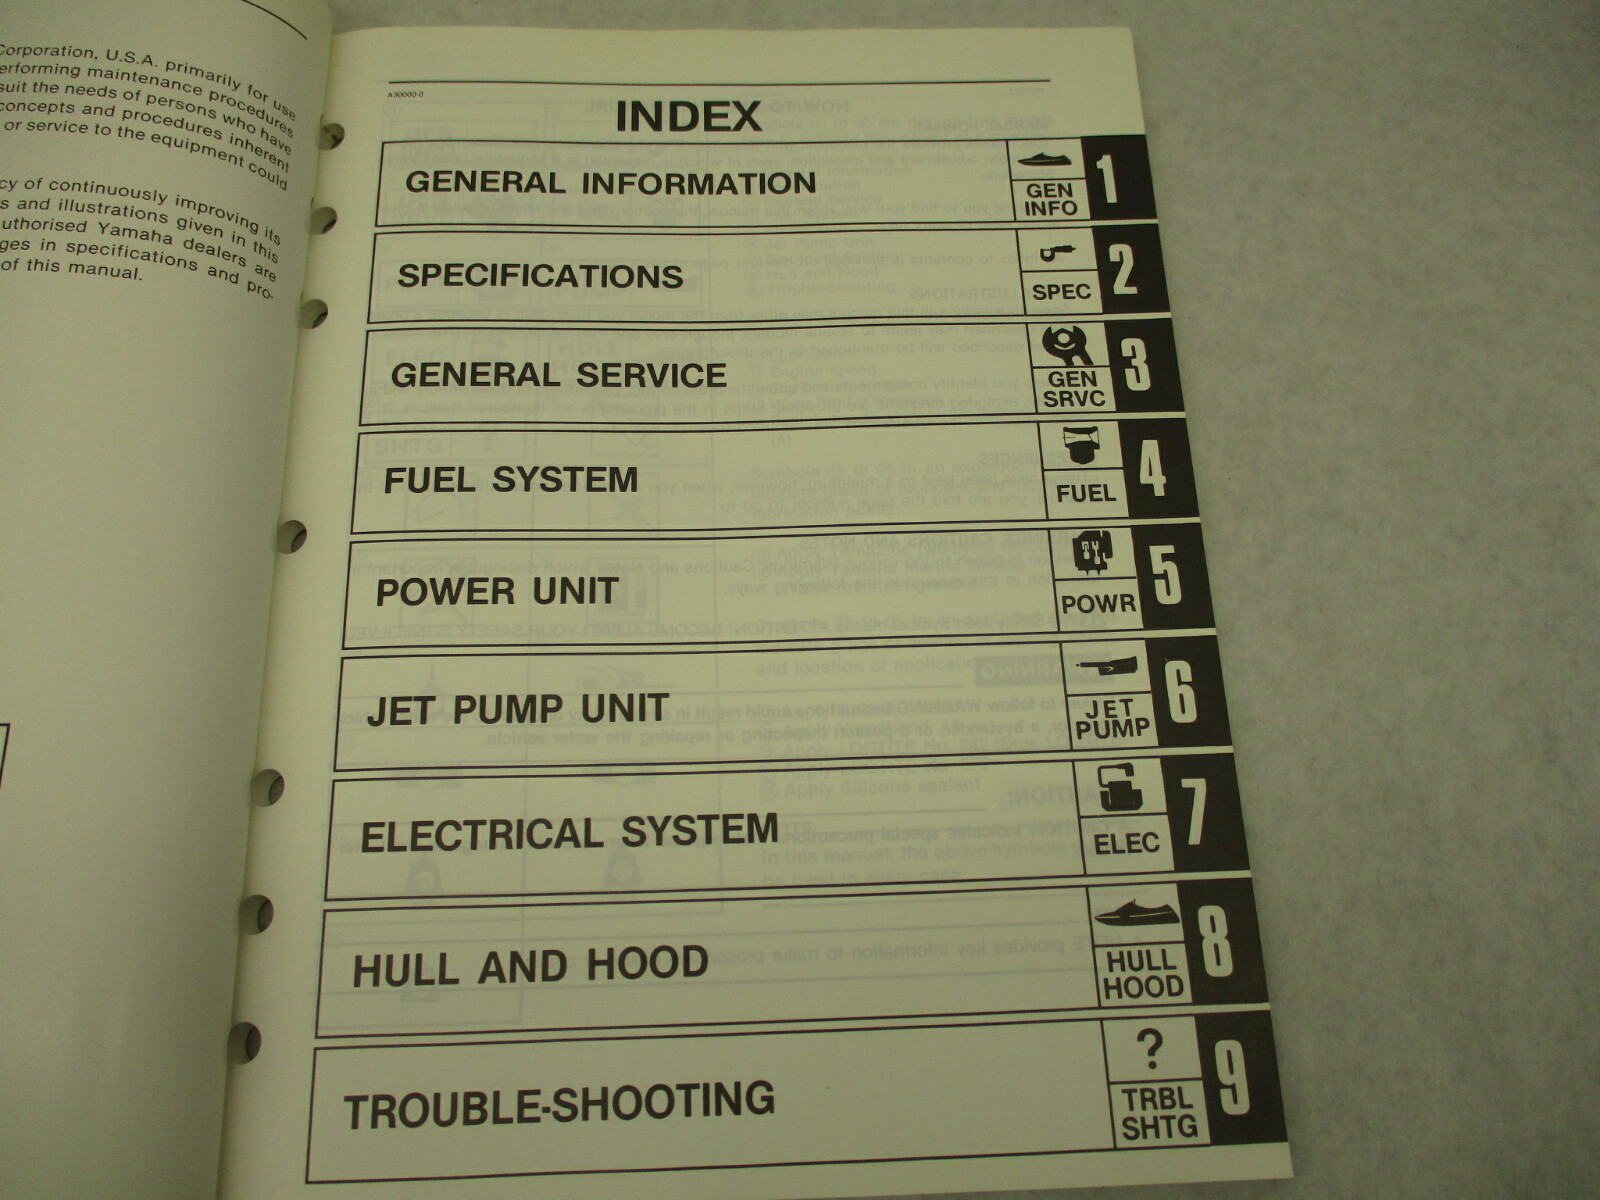 Corporation, U.S.A. primarily for use
erforming maintenance procedures
suit the needs of persons who have
concepts and procedures inherent
or service to the equipment could
cy of continuously improving its
s and illustrations given in this
uthorised Yamaha dealers are
ges in specifications and pro-
of this manual.
A30000-0
INDEX
GENERAL INFORMATION
GEN
INFO
1
SPECIFICATIONS
SPEC
2
GENERAL SERVICE
GEN
SRVC
3
FUEL SYSTEM
FUEL
4
POWER UNIT
POWR
5
JET PUMP UNIT
JET
PUMP
6
ELECTRICAL SYSTEM
ELEC
7
HULL AND HOOD
HULL
HOOD
8
TROUBLE-SHOOTING
?
TRBL
SHTG
9